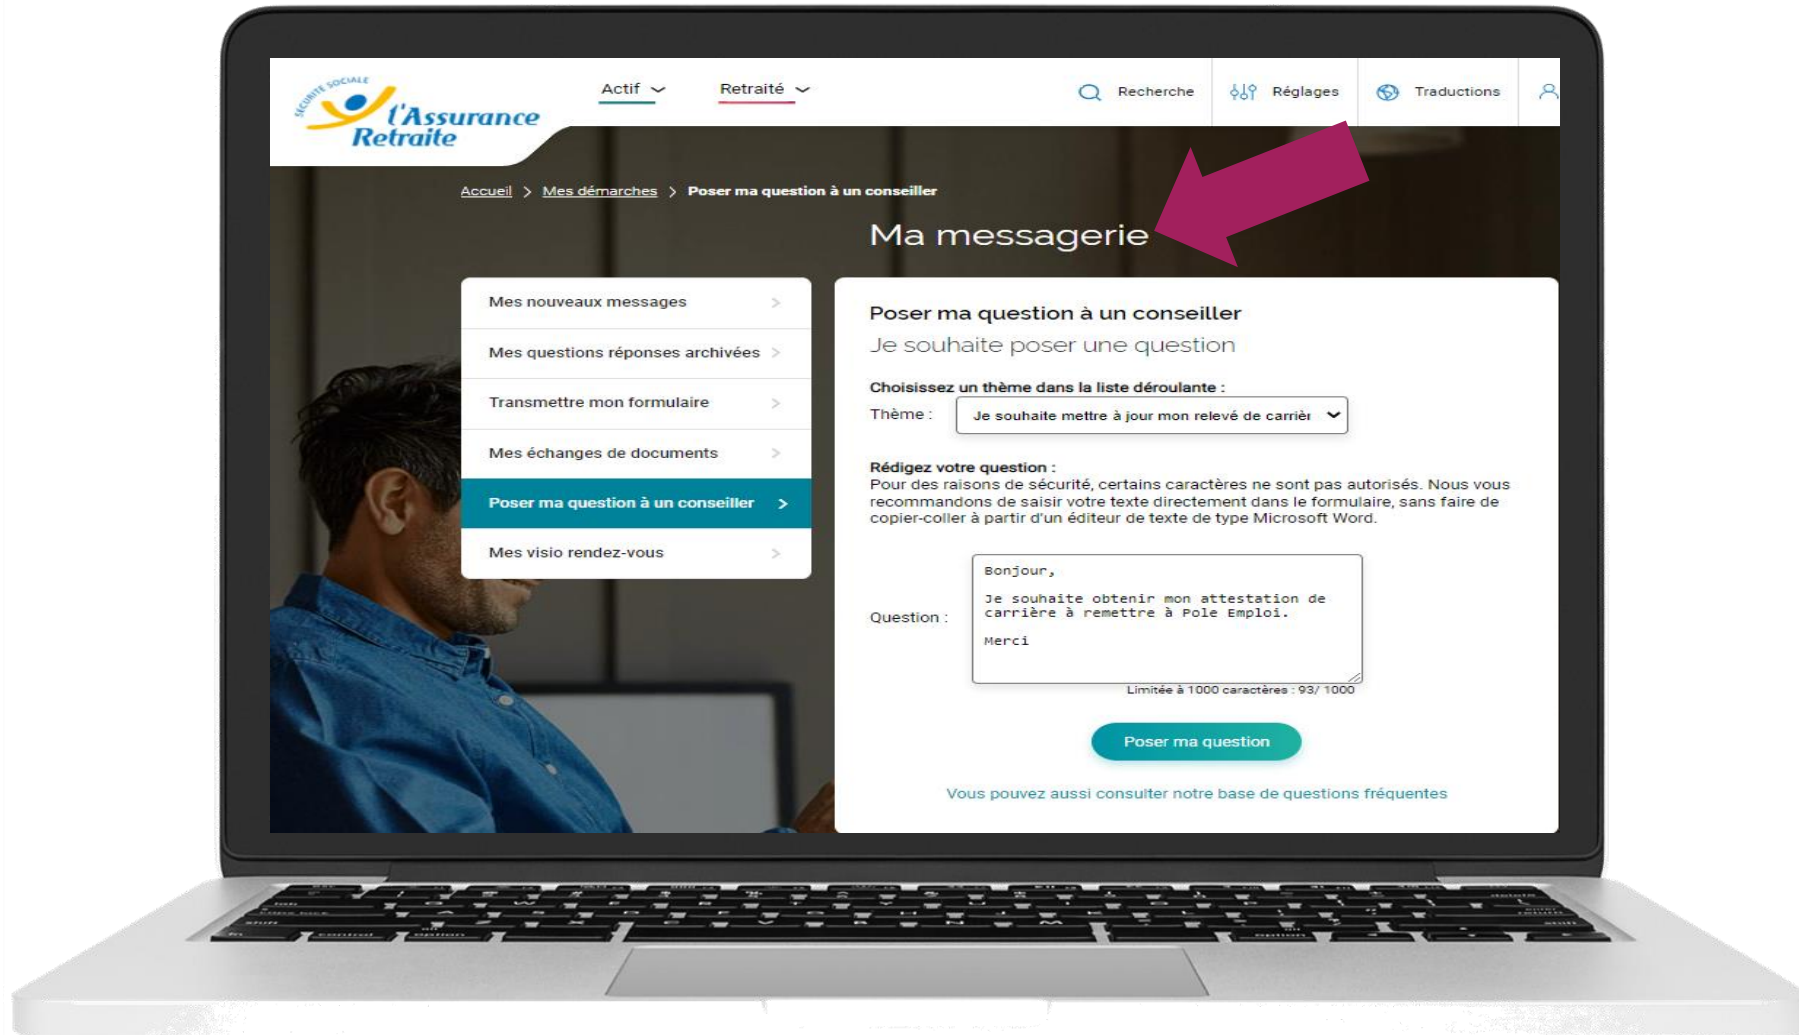 SECURITE SOCIALE
l'Assurance
Retraite
Actif
Retraité
Recherche
Réglages
Traductions
Accueil > Mes démarches > Poser ma question à un conseiller
Ma messagerie
Mes nouveaux messages >
Mes questions réponses archivées >
Transmettre mon formulaire >
Mes échanges de documents >
Poser ma question à un conseiller >
Mes visio rendez-vous >
Poser ma question à un conseiller
Je souhaite poser une question
Choisissez un thème dans la liste déroulante :
Thème : Je souhaite mettre à jour mon relevé de carrièr
Rédigez votre question :
Pour des raisons de sécurité, certains caractères ne sont pas autorisés. Nous vous
recommandons de saisir votre texte directement dans le formulaire, sans faire de
copier-coller à partir d'un éditeur de texte de type Microsoft Word.
Question :
Bonjour,
Je souhaite obtenir mon attestation de
carrière à remettre à Pole Emploi.
Merci
Limitée à 1000 caractères : 93/ 1000
Poser ma question
Vous pouvez aussi consulter notre base de questions fréquentes